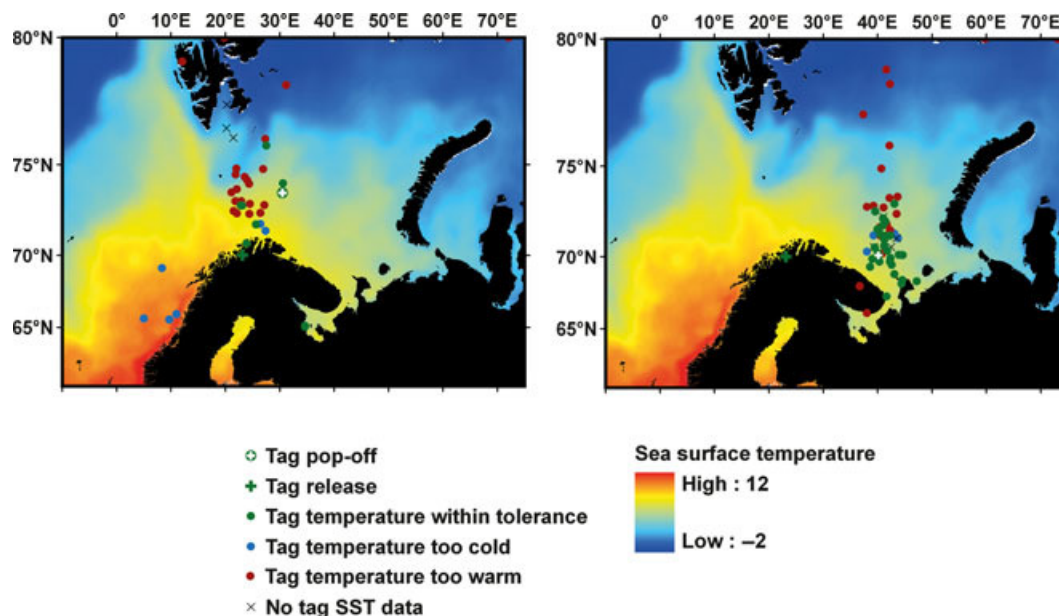 0° 10° 20° 30° 40° 50° 60° 70°E
0° 10° 20° 30° 40° 50° 60° 70°E
80°N
75°N
70°N
65°N
80°N
75°N
70°N
65°N
Tag pop-off
Tag release
Tag temperature within tolerance
Tag temperature too cold
Tag temperature too warm
No tag SST data
Sea surface temperature
High : 12
Low : –2